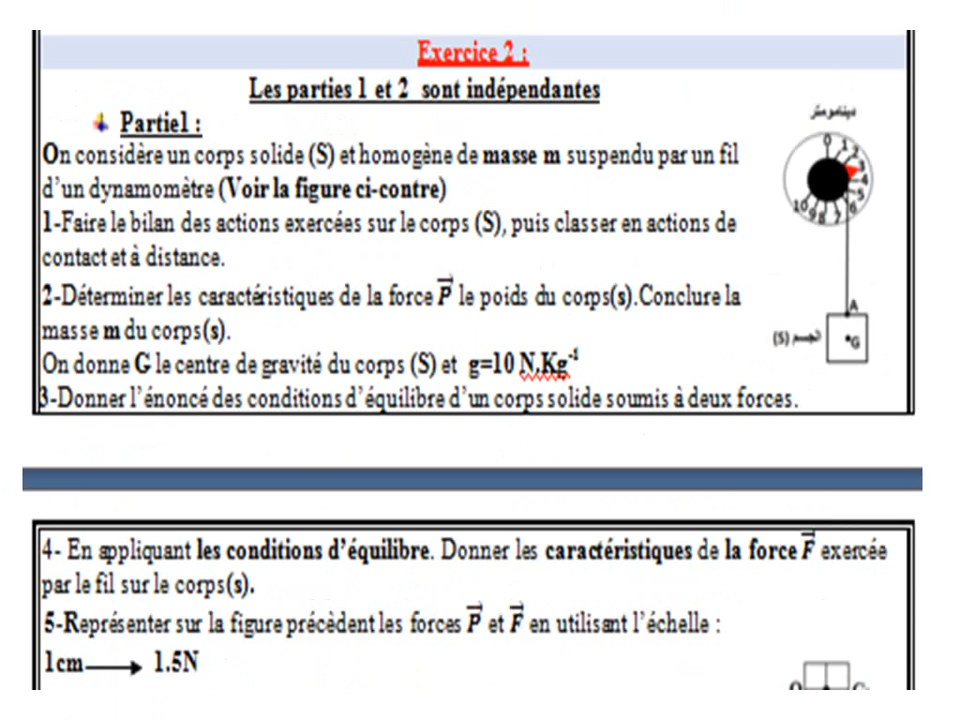 Exercice 2 :
Les parties 1 et 2 sont indépendantes
Partie1 :
On considère un corps solide (S) et homogène de masse m suspendu par un fil
d'un dynamomètre (Voir la figure ci-contre)
1-Faire le bilan des actions exercées sur le corps (S), puis classer en actions de
contact et à distance.
2-Déterminer les caractéristiques de la force P⃗ le poids du corps(s).Conclure la
masse m du corps(s).
On donne G le centre de gravité du corps (S) et g=10 N.Kg⁻¹
3-Donner l'énoncé des conditions d'équilibre d'un corps solide soumis à deux forces.
دينامومتر
0 1 2 3 4 5 6 7 8 9 10
A
الجسم (S)
G
4- En appliquant les conditions d'équilibre. Donner les caractéristiques de la force F⃗ exercée
par le fil sur le corps(s).
5-Représenter sur la figure précèdent les forces P⃗ et F⃗ en utilisant l'échelle :
1cm⟶ 1.5N